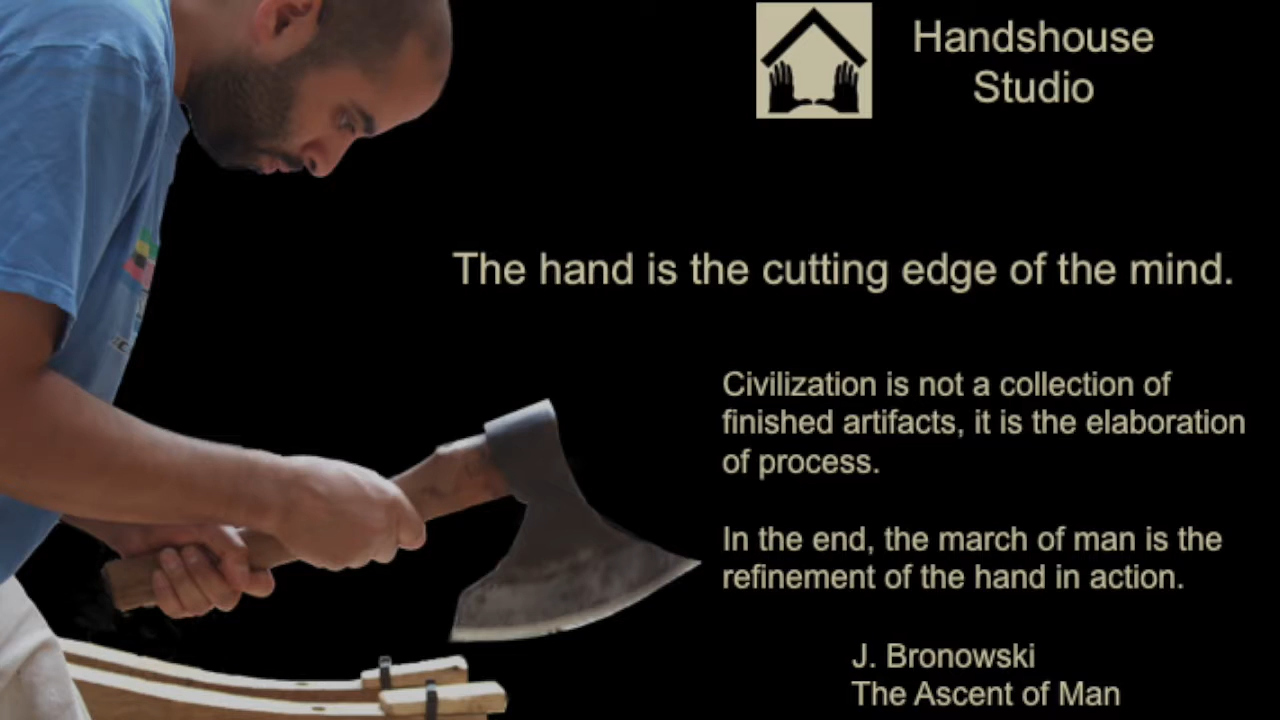 Handshouse
Studio
The hand is the cutting edge of the mind.
Civilization is not a collection of
finished artifacts, it is the elaboration
of process.
In the end, the march of man is the
refinement of the hand in action.
J. Bronowski
The Ascent of Man